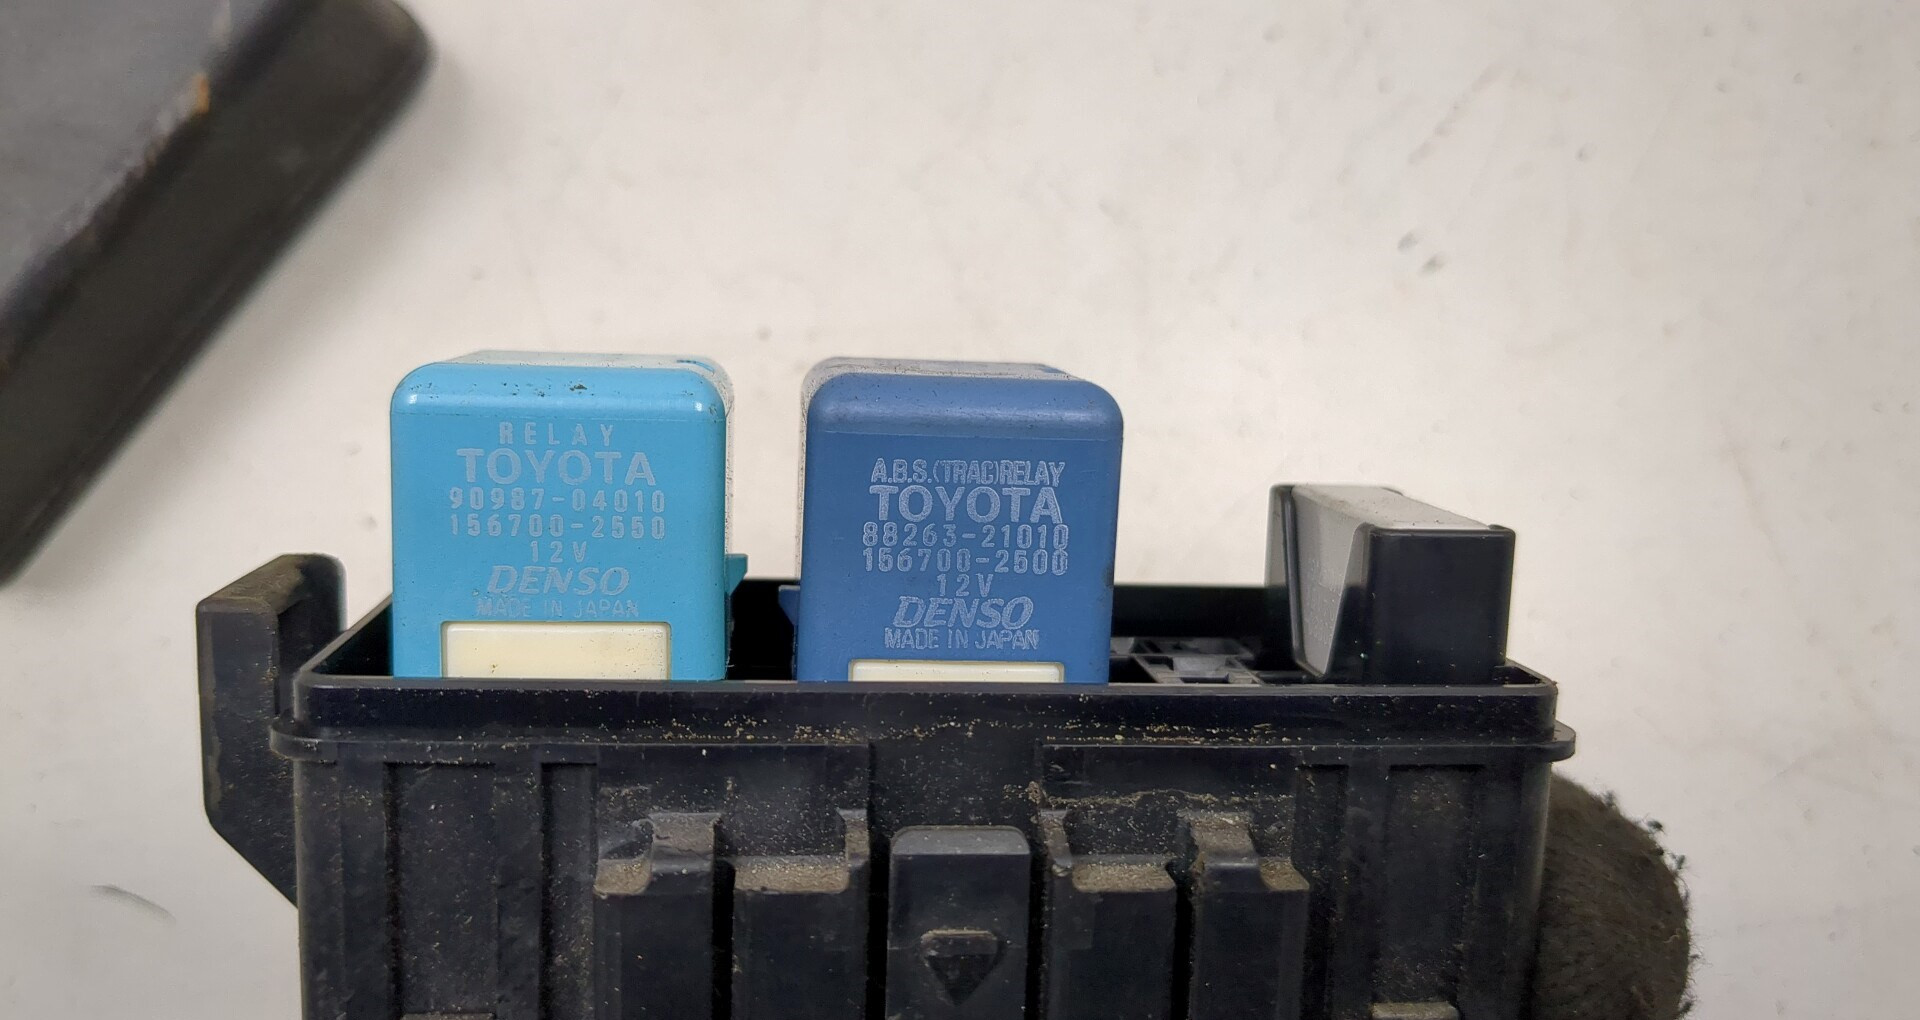 RELAY
TOYOTA
90987-04010
156700-2550
12V
DENSO
MADE IN JAPAN
A.B.S.(TRAC)RELAY
TOYOTA
88263-21010
156700-2500
12V
DENSO
MADE IN JAPAN